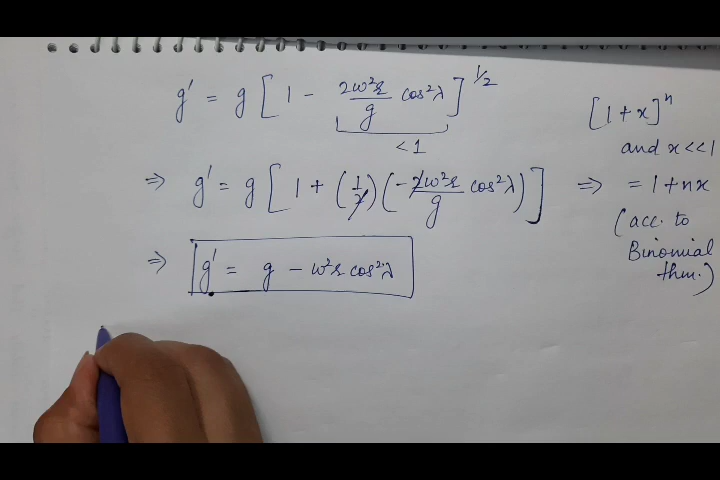 g' = g [ 1 - 2ω²r/g cos²λ ]^1/2
< 1
⇒ g' = g [ 1 + (1/2) ( -2ω²r/g cos²λ ) ]
⇒ g' = g - ω²r cos²λ
[1+x]^n
and x<<1
⇒ = 1+nx
(acc. to
Binomial
thm.)